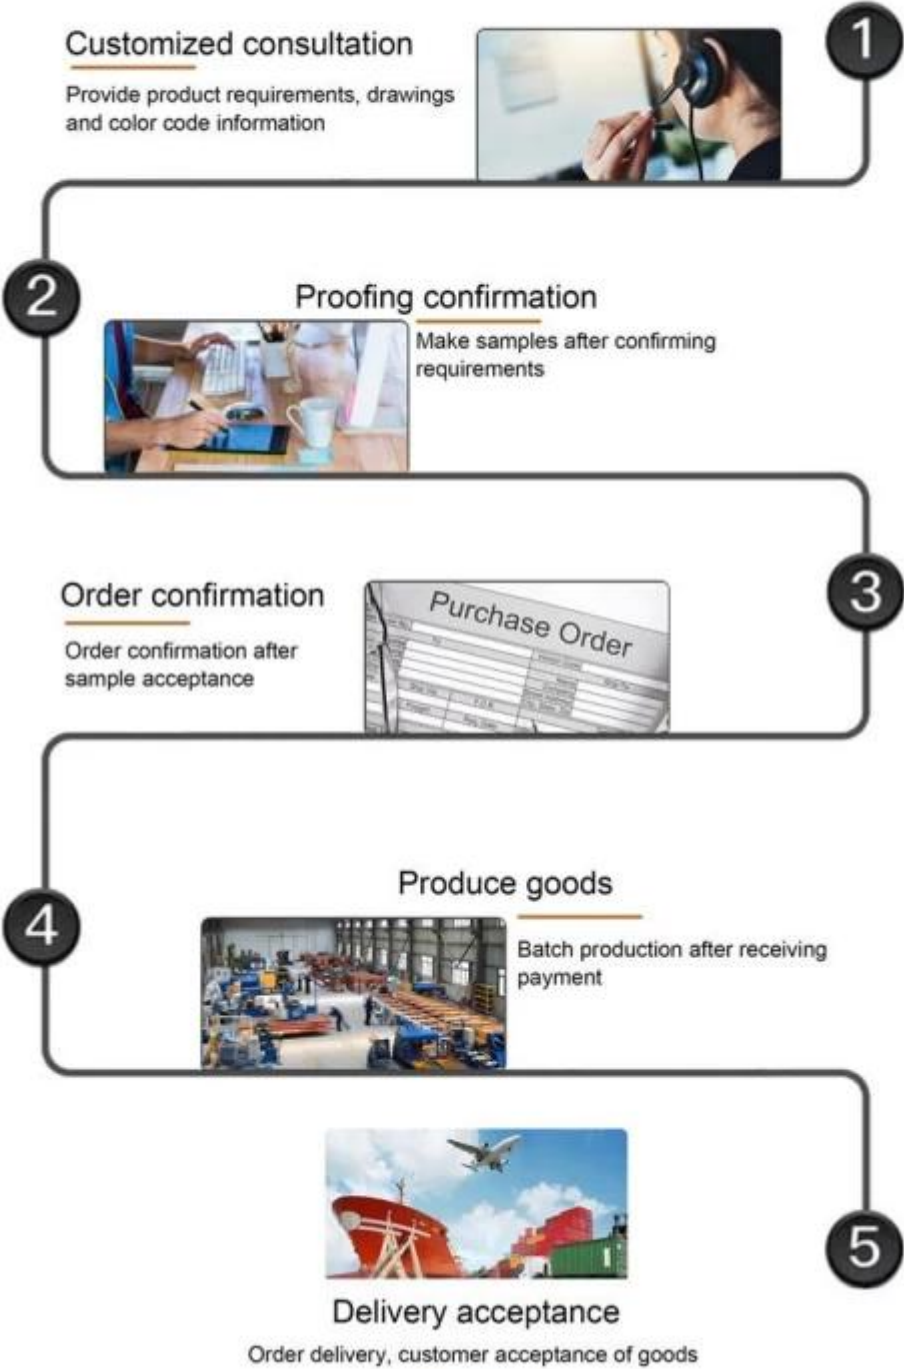 1
Customized consultation
Provide product requirements, drawings
and color code information
2
Proofing confirmation
Make samples after confirming
requirements
3
Order confirmation
Order confirmation after
sample acceptance
Purchase Order
4
Produce goods
Batch production after receiving
payment
5
Delivery acceptance
Order delivery, customer acceptance of goods